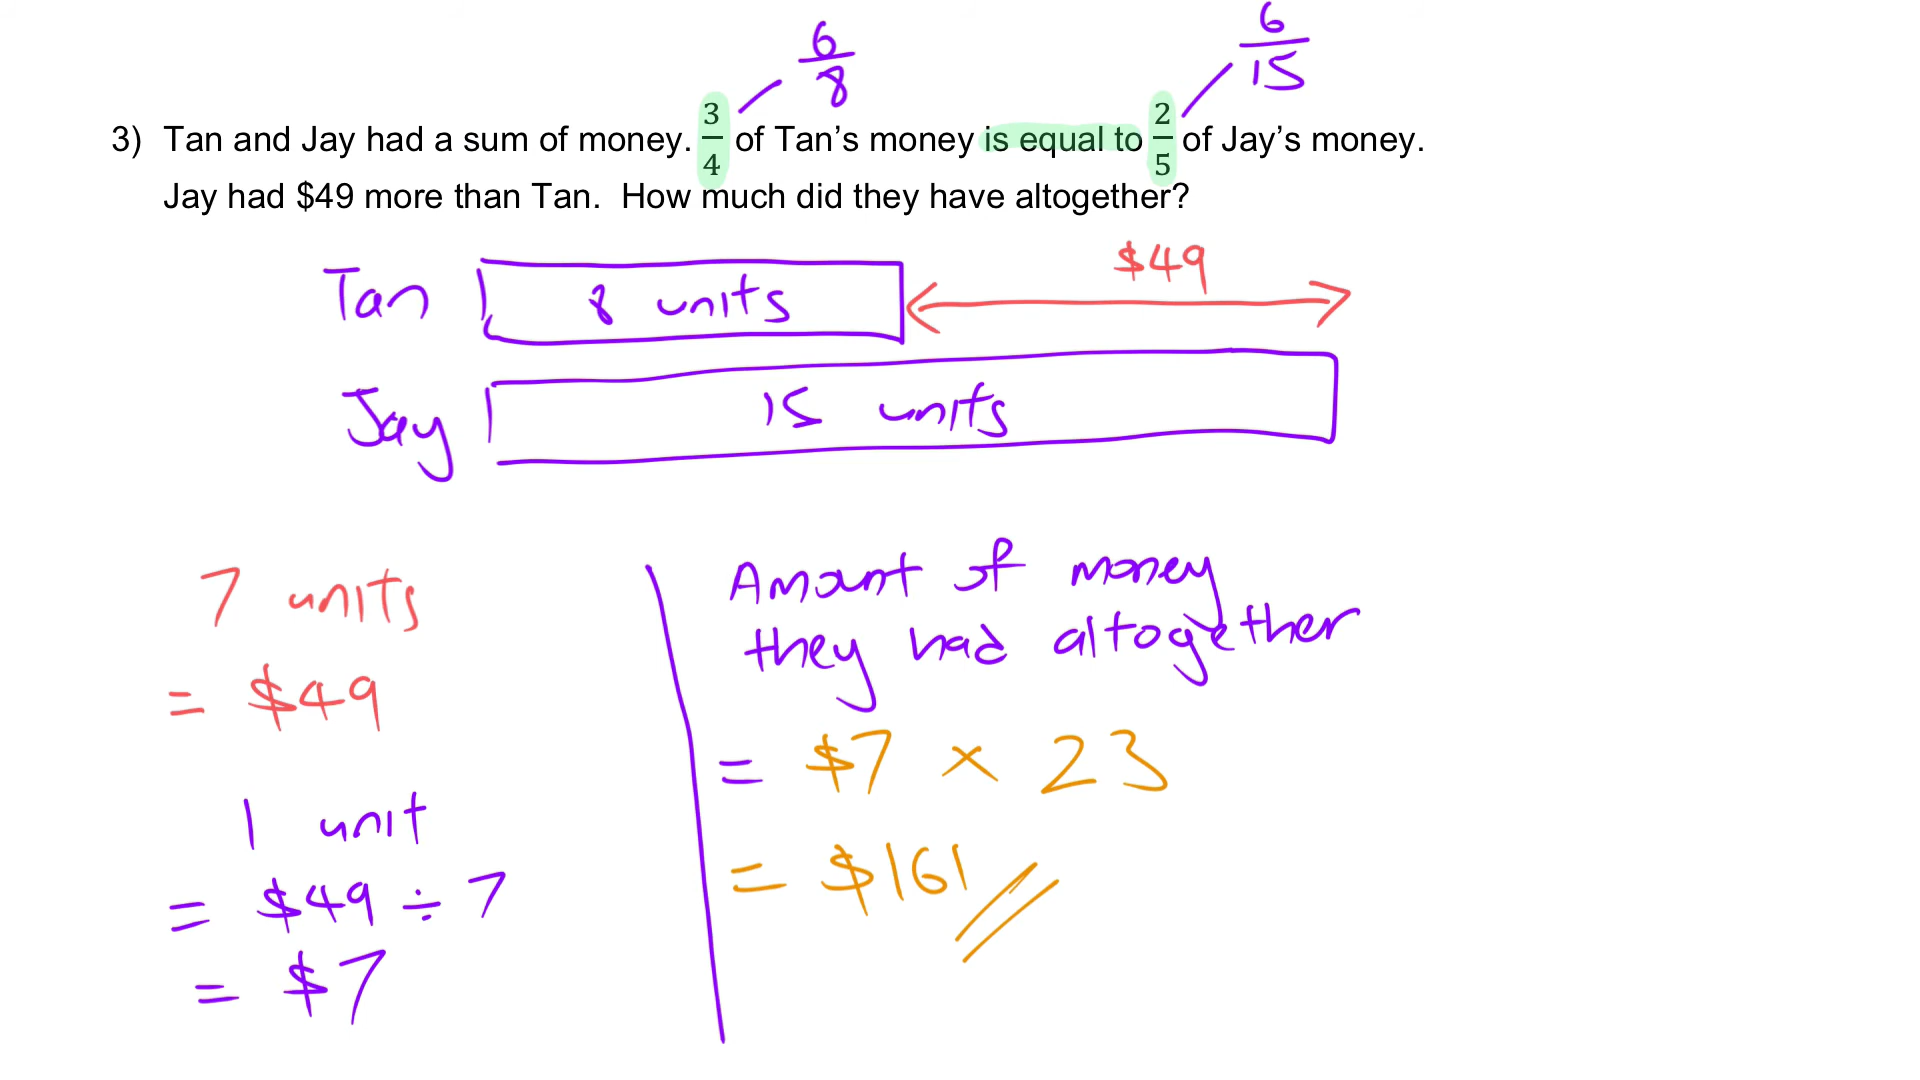 6/8
6/15
3) Tan and Jay had a sum of money. 3/4 of Tan's money is equal to 2/5 of Jay's money.
Jay had $49 more than Tan. How much did they have altogether?
$49
Tan 8 units
Jay 15 units
7 units
= $49
1 unit
= $49 ÷ 7
= $7
Amount of money
they had altogether
= $7 × 23
= $161